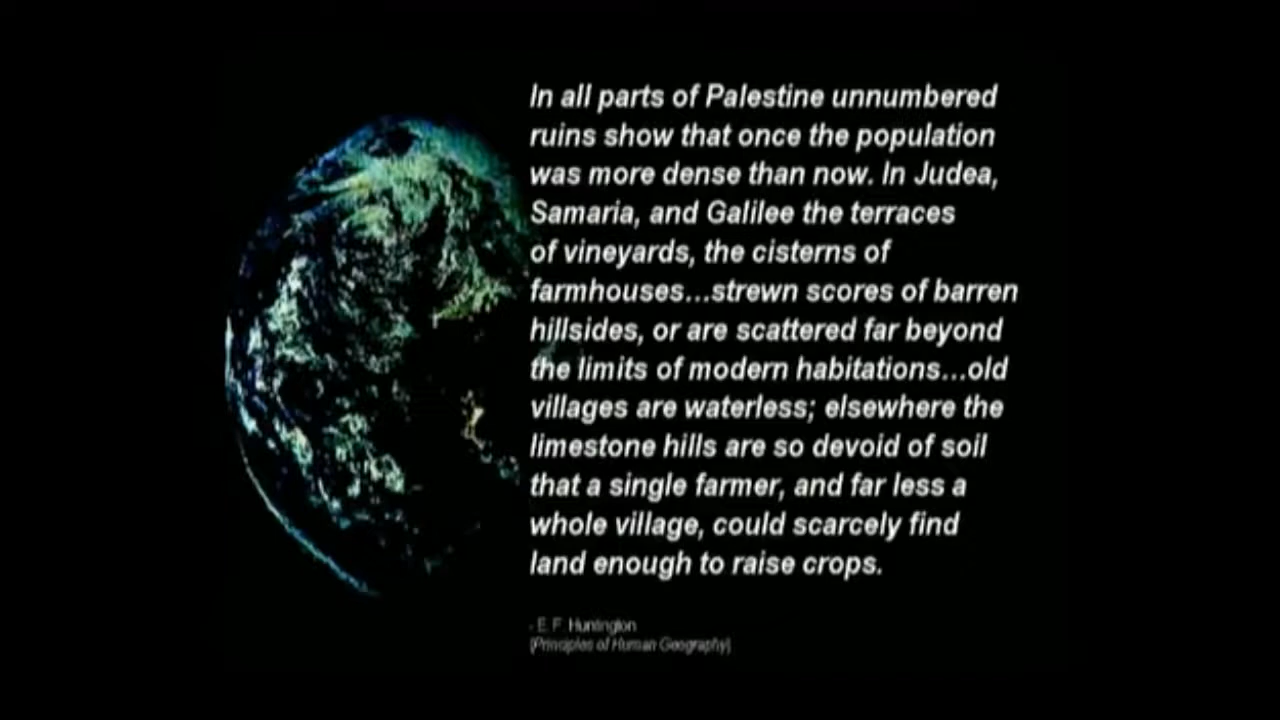 In all parts of Palestine unnumbered
ruins show that once the population
was more dense than now. In Judea,
Samaria, and Galilee the terraces
of vineyards, the cisterns of
farmhouses...strewn scores of barren
hillsides, or are scattered far beyond
the limits of modern habitations...old
villages are waterless; elsewhere the
limestone hills are so devoid of soil
that a single farmer, and far less a
whole village, could scarcely find
land enough to raise crops.
- E. F. Huntington
(Principles of Human Geography)